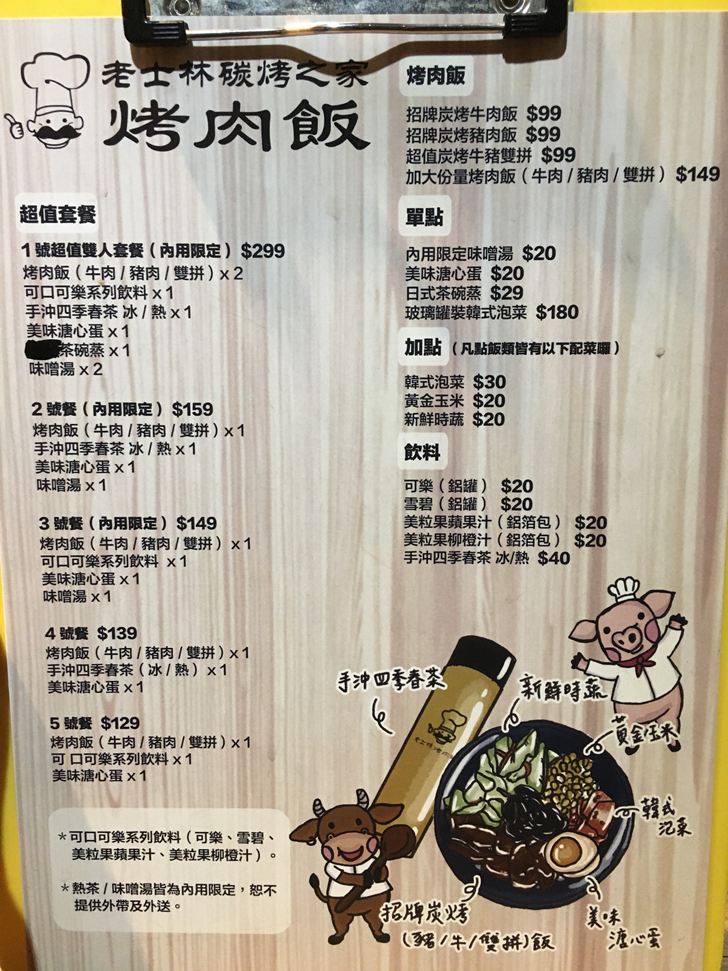 老士林碳烤之家
烤肉飯
超值套餐
1 號超值雙人套餐（內用限定）$299
烤肉飯（牛肉 / 豬肉 / 雙拼）x 2
可口可樂系列飲料 x 1
手沖四季春茶 冰 / 熱 x 1
美味溏心蛋 x 1
茶碗蒸 x 1
味噌湯 x 2
2 號餐（內用限定）$159
烤肉飯（牛肉 / 豬肉 / 雙拼）x 1
手沖四季春茶 冰 / 熱 x 1
美味溏心蛋 x 1
味噌湯 x 1
3 號餐（內用限定）$149
烤肉飯（牛肉 / 豬肉 / 雙拼）x 1
可口可樂系列飲料 x 1
美味溏心蛋 x 1
味噌湯 x 1
4 號餐 $139
烤肉飯（牛肉 / 豬肉 / 雙拼）x 1
手沖四季春茶（冰 / 熱）x 1
美味溏心蛋 x 1
5 號餐 $129
烤肉飯（牛肉 / 豬肉 / 雙拼）x 1
可 口可樂系列飲料 x 1
美味溏心蛋 x 1
＊可口可樂系列飲料（可樂、雪碧、
美粒果蘋果汁、美粒果柳橙汁）。
＊熱茶 / 味噌湯皆為內用限定，恕不
提供外帶及外送。
烤肉飯
招牌炭烤牛肉飯 $99
招牌炭烤豬肉飯 $99
超值炭烤牛豬雙拼 $99
加大份量烤肉飯（牛肉 / 豬肉 / 雙拼）$149
單點
內用限定味噌湯 $20
美味溏心蛋 $20
日式茶碗蒸 $29
玻璃罐裝韓式泡菜 $180
加點（凡點飯類皆有以下配菜囉）
韓式泡菜 $30
黃金玉米 $20
新鮮時蔬 $20
飲料
可樂（鋁罐）$20
雪碧（鋁罐）$20
美粒果蘋果汁（鋁箔包）$20
美粒果柳橙汁（鋁箔包）$20
手沖四季春茶 冰/熱 $40
手沖四季春茶
新鮮時蔬
黃金玉米
韓式
泡菜
美味
溏心蛋
招牌炭烤
(豬/牛/雙拼)飯